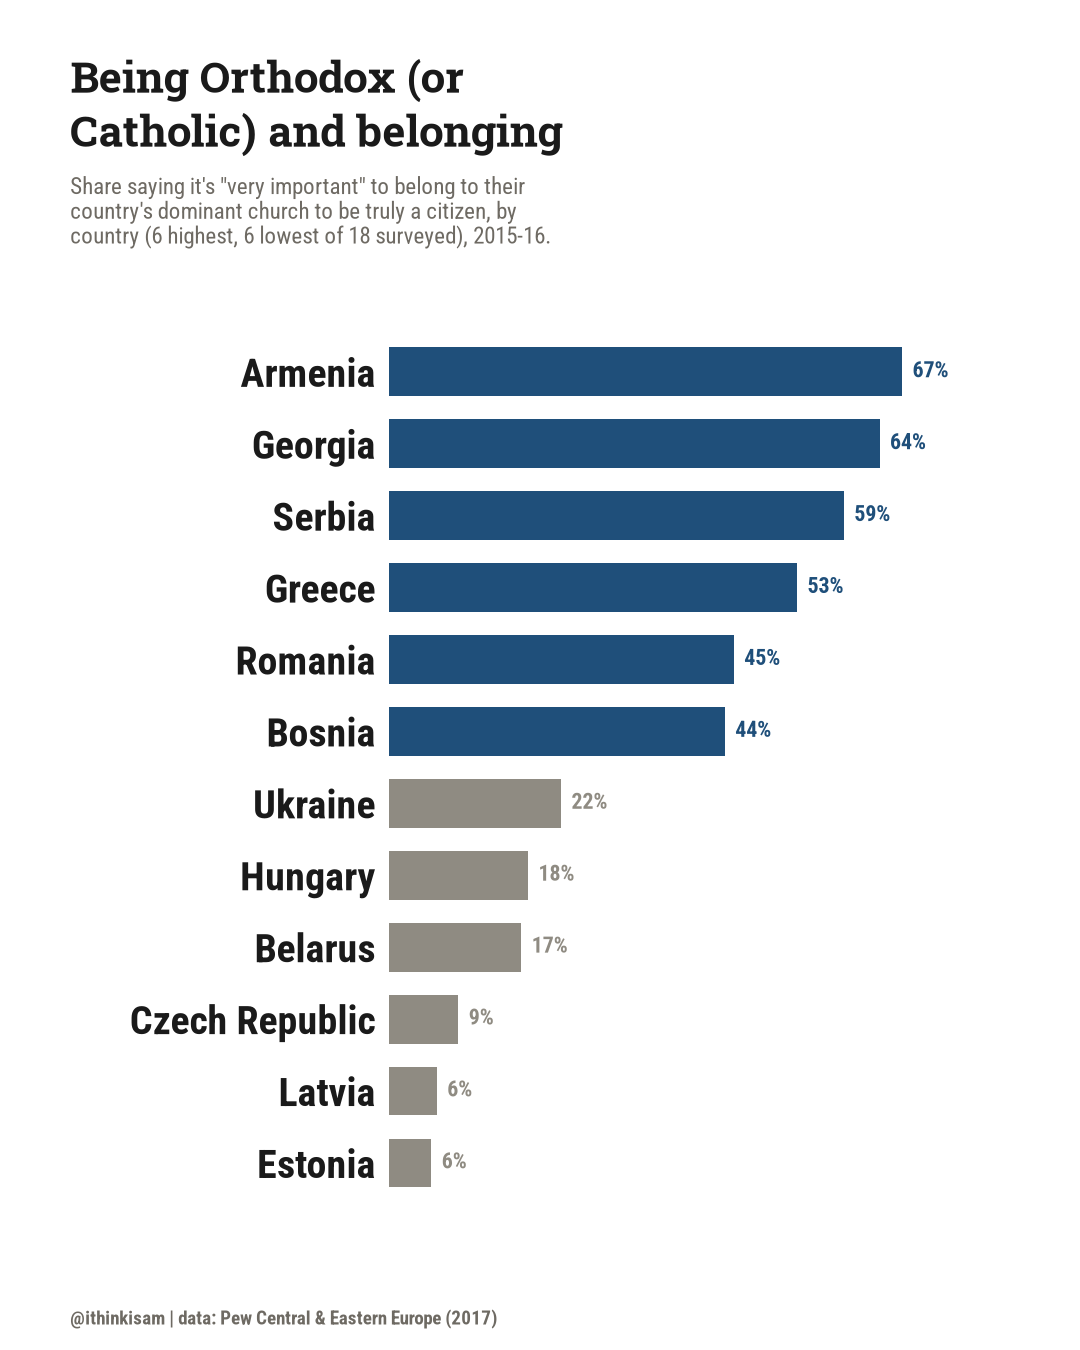 Being Orthodox (or
Catholic) and belonging
Share saying it's "very important" to belong to their
country's dominant church to be truly a citizen, by
country (6 highest, 6 lowest of 18 surveyed), 2015-16.
Armenia 67%
Georgia 64%
Serbia 59%
Greece 53%
Romania 45%
Bosnia 44%
Ukraine 22%
Hungary 18%
Belarus 17%
Czech Republic 9%
Latvia 6%
Estonia 6%
@ithinkisam | data: Pew Central & Eastern Europe (2017)